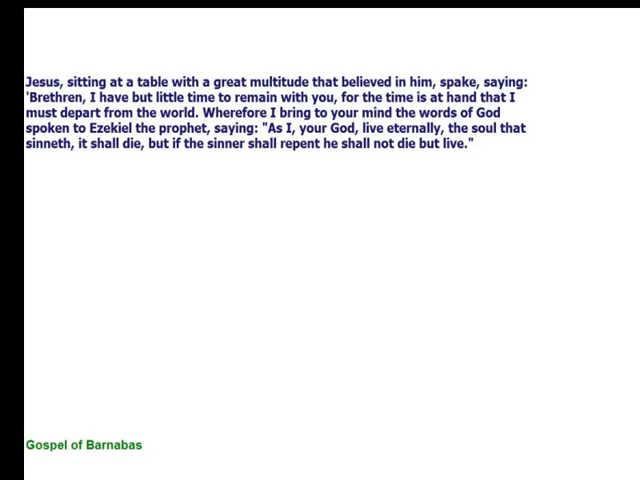 Jesus, sitting at a table with a great multitude that believed in him, spake, saying:
'Brethren, I have but little time to remain with you, for the time is at hand that I
must depart from the world. Wherefore I bring to your mind the words of God
spoken to Ezekiel the prophet, saying: "As I, your God, live eternally, the soul that
sinneth, it shall die, but if the sinner shall repent he shall not die but live."
Gospel of Barnabas